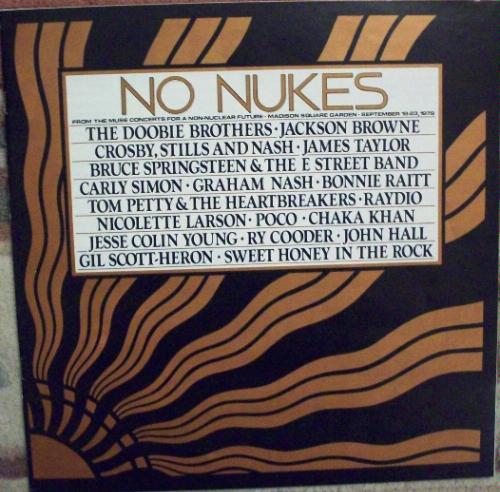 NO NUKES
FROM THE MUSE CONCERTS FOR A NON-NUCLEAR FUTURE · MADISON SQUARE GARDEN · SEPTEMBER 19-23, 1979
THE DOOBIE BROTHERS · JACKSON BROWNE
CROSBY, STILLS AND NASH · JAMES TAYLOR
BRUCE SPRINGSTEEN & THE E STREET BAND
CARLY SIMON · GRAHAM NASH · BONNIE RAITT
TOM PETTY & THE HEARTBREAKERS · RAYDIO
NICOLETTE LARSON · POCO · CHAKA KHAN
JESSE COLIN YOUNG · RY COODER · JOHN HALL
GIL SCOTT-HERON · SWEET HONEY IN THE ROCK